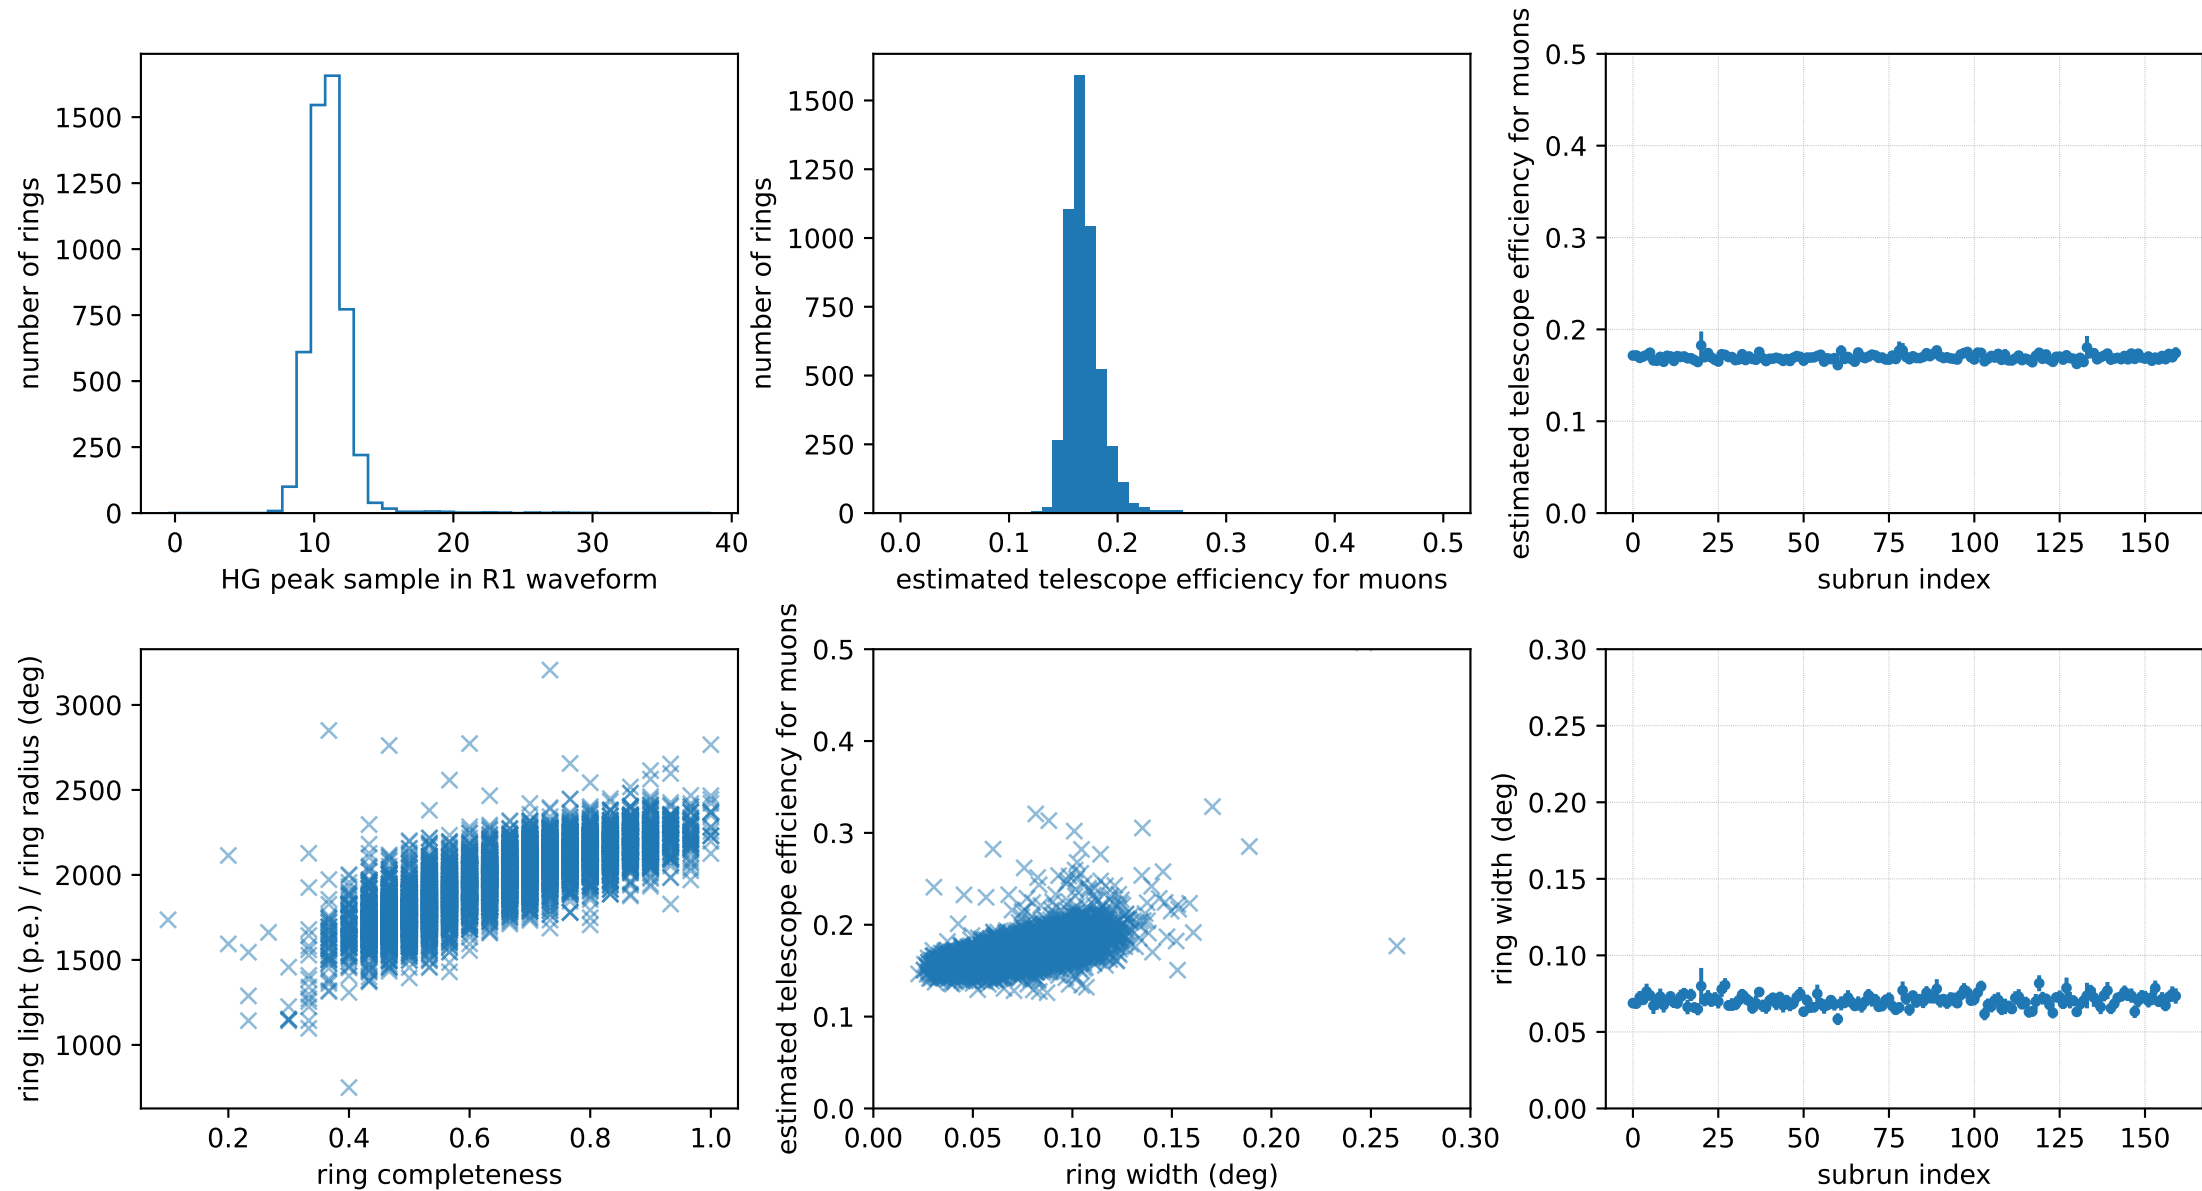 number of rings
1500
1250
1000
750
500
250
0
0 10 20 30 40
HG peak sample in R1 waveform
number of rings
1500
1250
1000
750
500
250
0
0.0 0.1 0.2 0.3 0.4 0.5
estimated telescope efficiency for muons
estimated telescope efficiency for muons
0.5
0.4
0.3
0.2
0.1
0.0
0 25 50 75 100 125 150
subrun index
ring light (p.e.) / ring radius (deg)
3000
2500
2000
1500
1000
0.2 0.4 0.6 0.8 1.0
ring completeness
estimated telescope efficiency for muons
0.5
0.4
0.3
0.2
0.1
0.0
0.00 0.05 0.10 0.15 0.20 0.25 0.30
ring width (deg)
ring width (deg)
0.30
0.25
0.20
0.15
0.10
0.05
0.00
0 25 50 75 100 125 150
subrun index